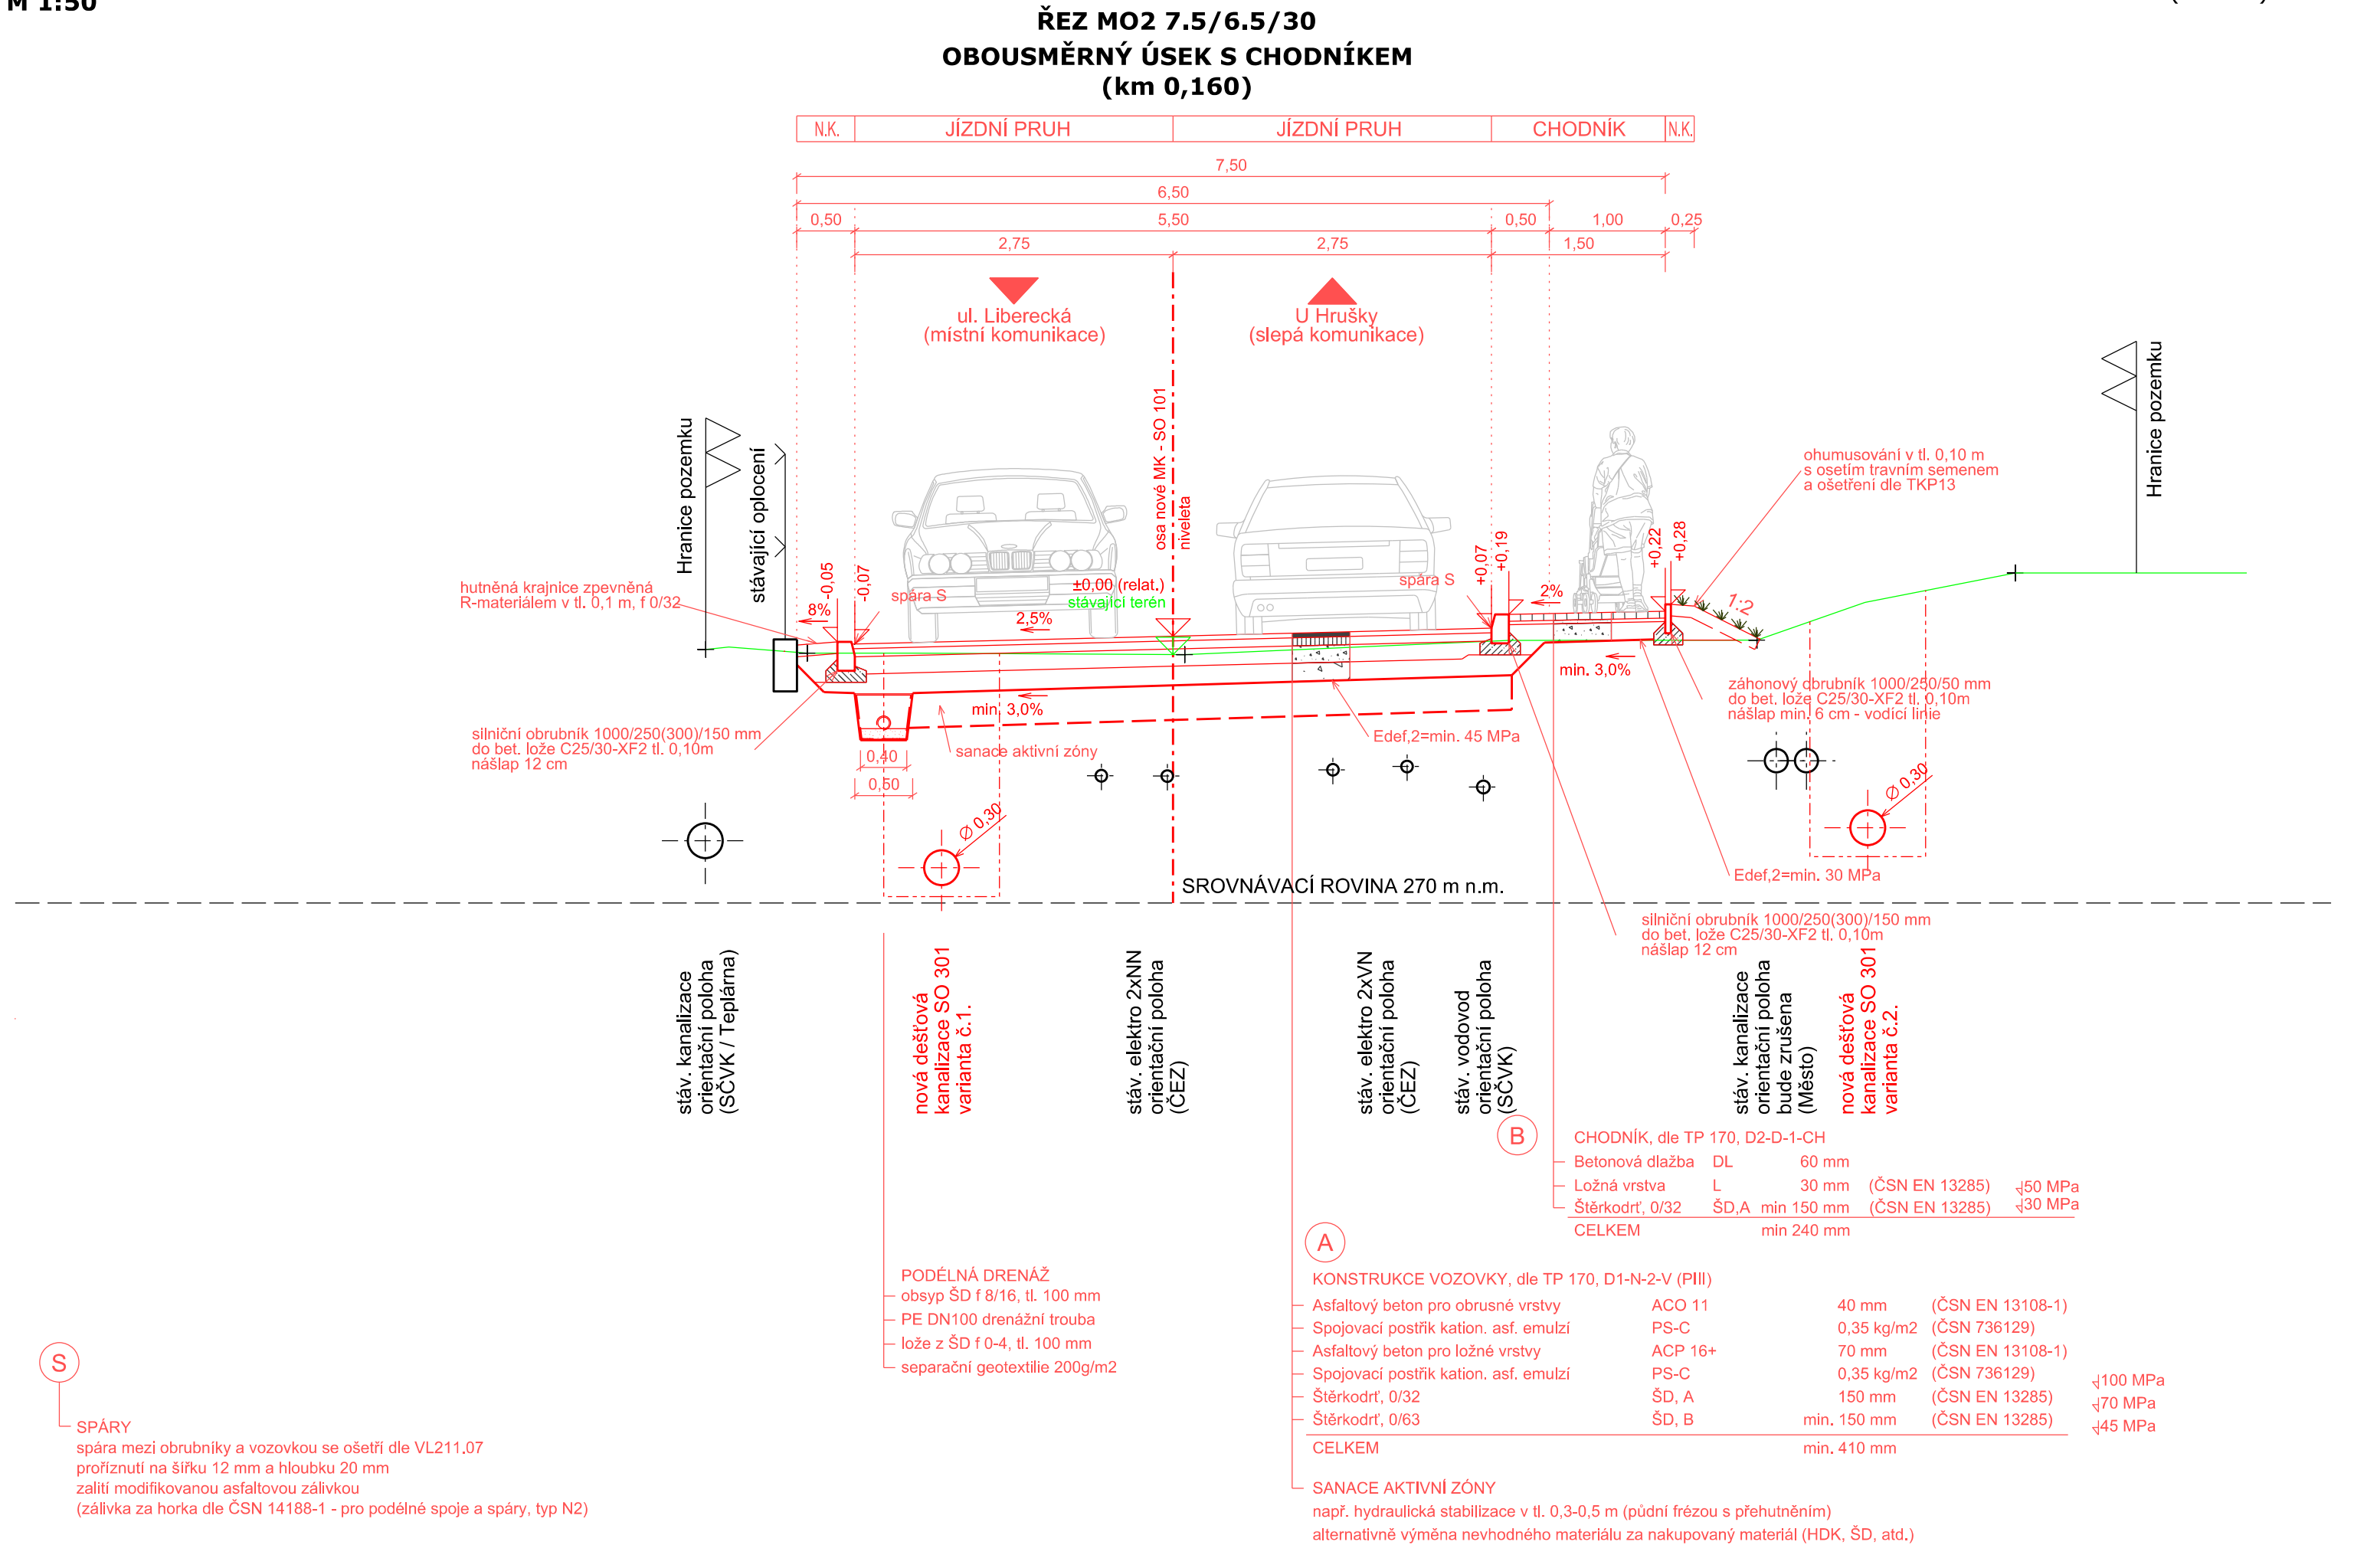 M 1:50
ŘEZ MO2 7.5/6.5/30
OBOUSMĚRNÝ ÚSEK S CHODNÍKEM
(km 0,160)
N.K.
JÍZDNÍ PRUH
JÍZDNÍ PRUH
CHODNÍK
N.K.
7,50
6,50
0,50
5,50
0,50
1,00
0,25
2,75
2,75
1,50
ul. Liberecká
(místní komunikace)
U Hrušky
(slepá komunikace)
osa nové MK - SO 101
niveleta
Hranice pozemku
stávající oplocení
Hranice pozemku
ohumusování v tl. 0,10 m
s osetím travním semenem
a ošetření dle TKP13
hutněná krajnice zpevněná
R-materiálem v tl. 0,1 m, f 0/32
8%
-0,05
-0,07
spára S
2,5%
±0,00 (relat.)
stávající terén
spára S
+0,07
+0,19
2%
+0,22
+0,28
1:2
min. 3,0%
min. 3,0%
silniční obrubník 1000/250(300)/150 mm
do bet. lože C25/30-XF2 tl. 0,10m
nášlap 12 cm
záhonový obrubník 1000/250/50 mm
do bet. lože C25/30-XF2 tl. 0,10m
nášlap min. 6 cm - vodící linie
sanace aktivní zóny
Edef,2=min. 45 MPa
0,40
0,50
Ø 0,30
Ø 0,30
Edef,2=min. 30 MPa
SROVNÁVACÍ ROVINA 270 m n.m.
silniční obrubník 1000/250(300)/150 mm
do bet. lože C25/30-XF2 tl. 0,10m
nášlap 12 cm
stáv. kanalizace
orientační poloha
(SČVK / Teplárna)
nová dešťová
kanalizace SO 301
varianta č.1.
stáv. elektro 2xNN
orientační poloha
(ČEZ)
stáv. elektro 2xVN
orientační poloha
(ČEZ)
stáv. vodovod
orientační poloha
(SČVK)
stáv. kanalizace
orientační poloha
bude zrušena
(Město)
nová dešťová
kanalizace SO 301
varianta č.2.
B
CHODNÍK, dle TP 170, D2-D-1-CH
Betonová dlažba DL 60 mm
Ložná vrstva L 30 mm (ČSN EN 13285) 50 MPa
Štěrkodrť, 0/32 ŠD,A min 150 mm (ČSN EN 13285) 30 MPa
CELKEM min 240 mm
A
KONSTRUKCE VOZOVKY, dle TP 170, D1-N-2-V (PIII)
Asfaltový beton pro obrusné vrstvy ACO 11 40 mm (ČSN EN 13108-1)
Spojovací postřik kation. asf. emulzí PS-C 0,35 kg/m2 (ČSN 736129)
Asfaltový beton pro ložné vrstvy ACP 16+ 70 mm (ČSN EN 13108-1)
Spojovací postřik kation. asf. emulzí PS-C 0,35 kg/m2 (ČSN 736129)
100 MPa
Štěrkodrť, 0/32 ŠD, A 150 mm (ČSN EN 13285)
70 MPa
Štěrkodrť, 0/63 ŠD, B min. 150 mm (ČSN EN 13285)
45 MPa
CELKEM min. 410 mm
SANACE AKTIVNÍ ZÓNY
např. hydraulická stabilizace v tl. 0,3-0,5 m (půdní frézou s přehutněním)
alternativně výměna nevhodného materiálu za nakupovaný materiál (HDK, ŠD, atd.)
PODÉLNÁ DRENÁŽ
obsyp ŠD f 8/16, tl. 100 mm
PE DN100 drenážní trouba
lože z ŠD f 0-4, tl. 100 mm
separační geotextilie 200g/m2
S
SPÁRY
spára mezi obrubníky a vozovkou se ošetří dle VL211.07
proříznutí na šířku 12 mm a hloubku 20 mm
zalití modifikovanou asfaltovou zálivkou
(zálivka za horka dle ČSN 14188-1 - pro podélné spoje a spáry, typ N2)